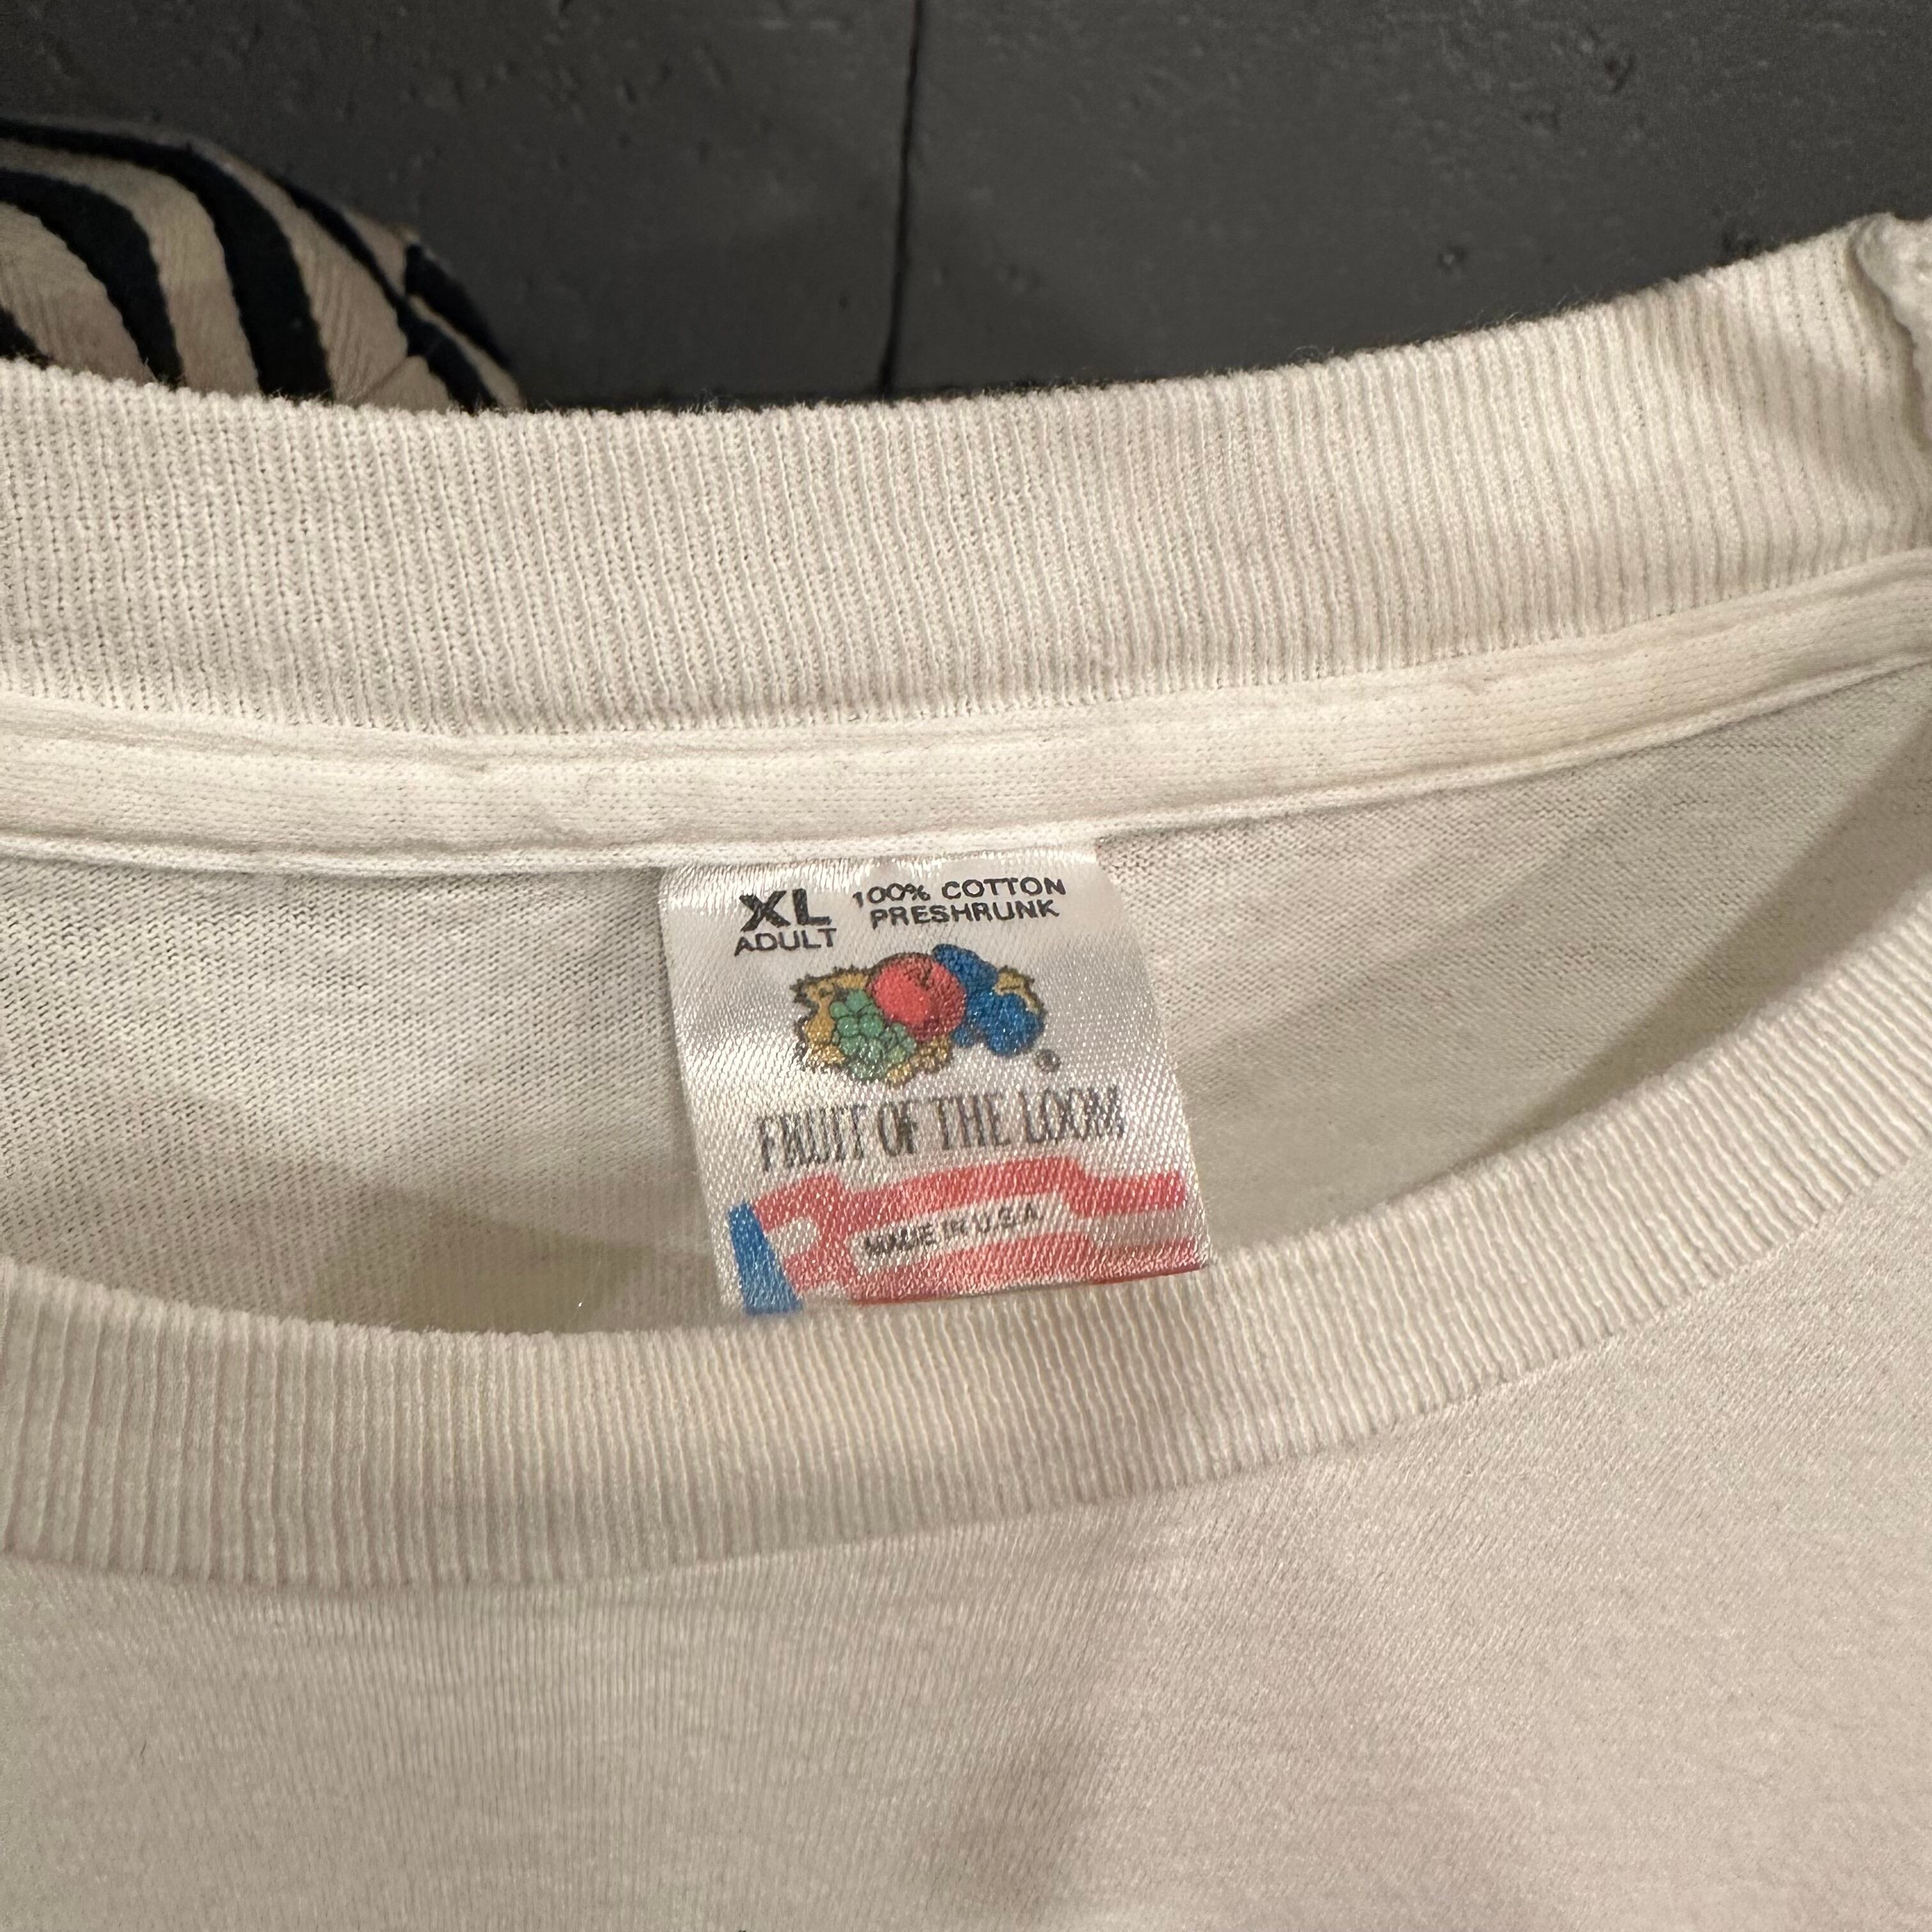 XL 100% COTTON
ADULT PRESHRUNK
FRUIT OF THE LOOM
MADE IN U.S.A.